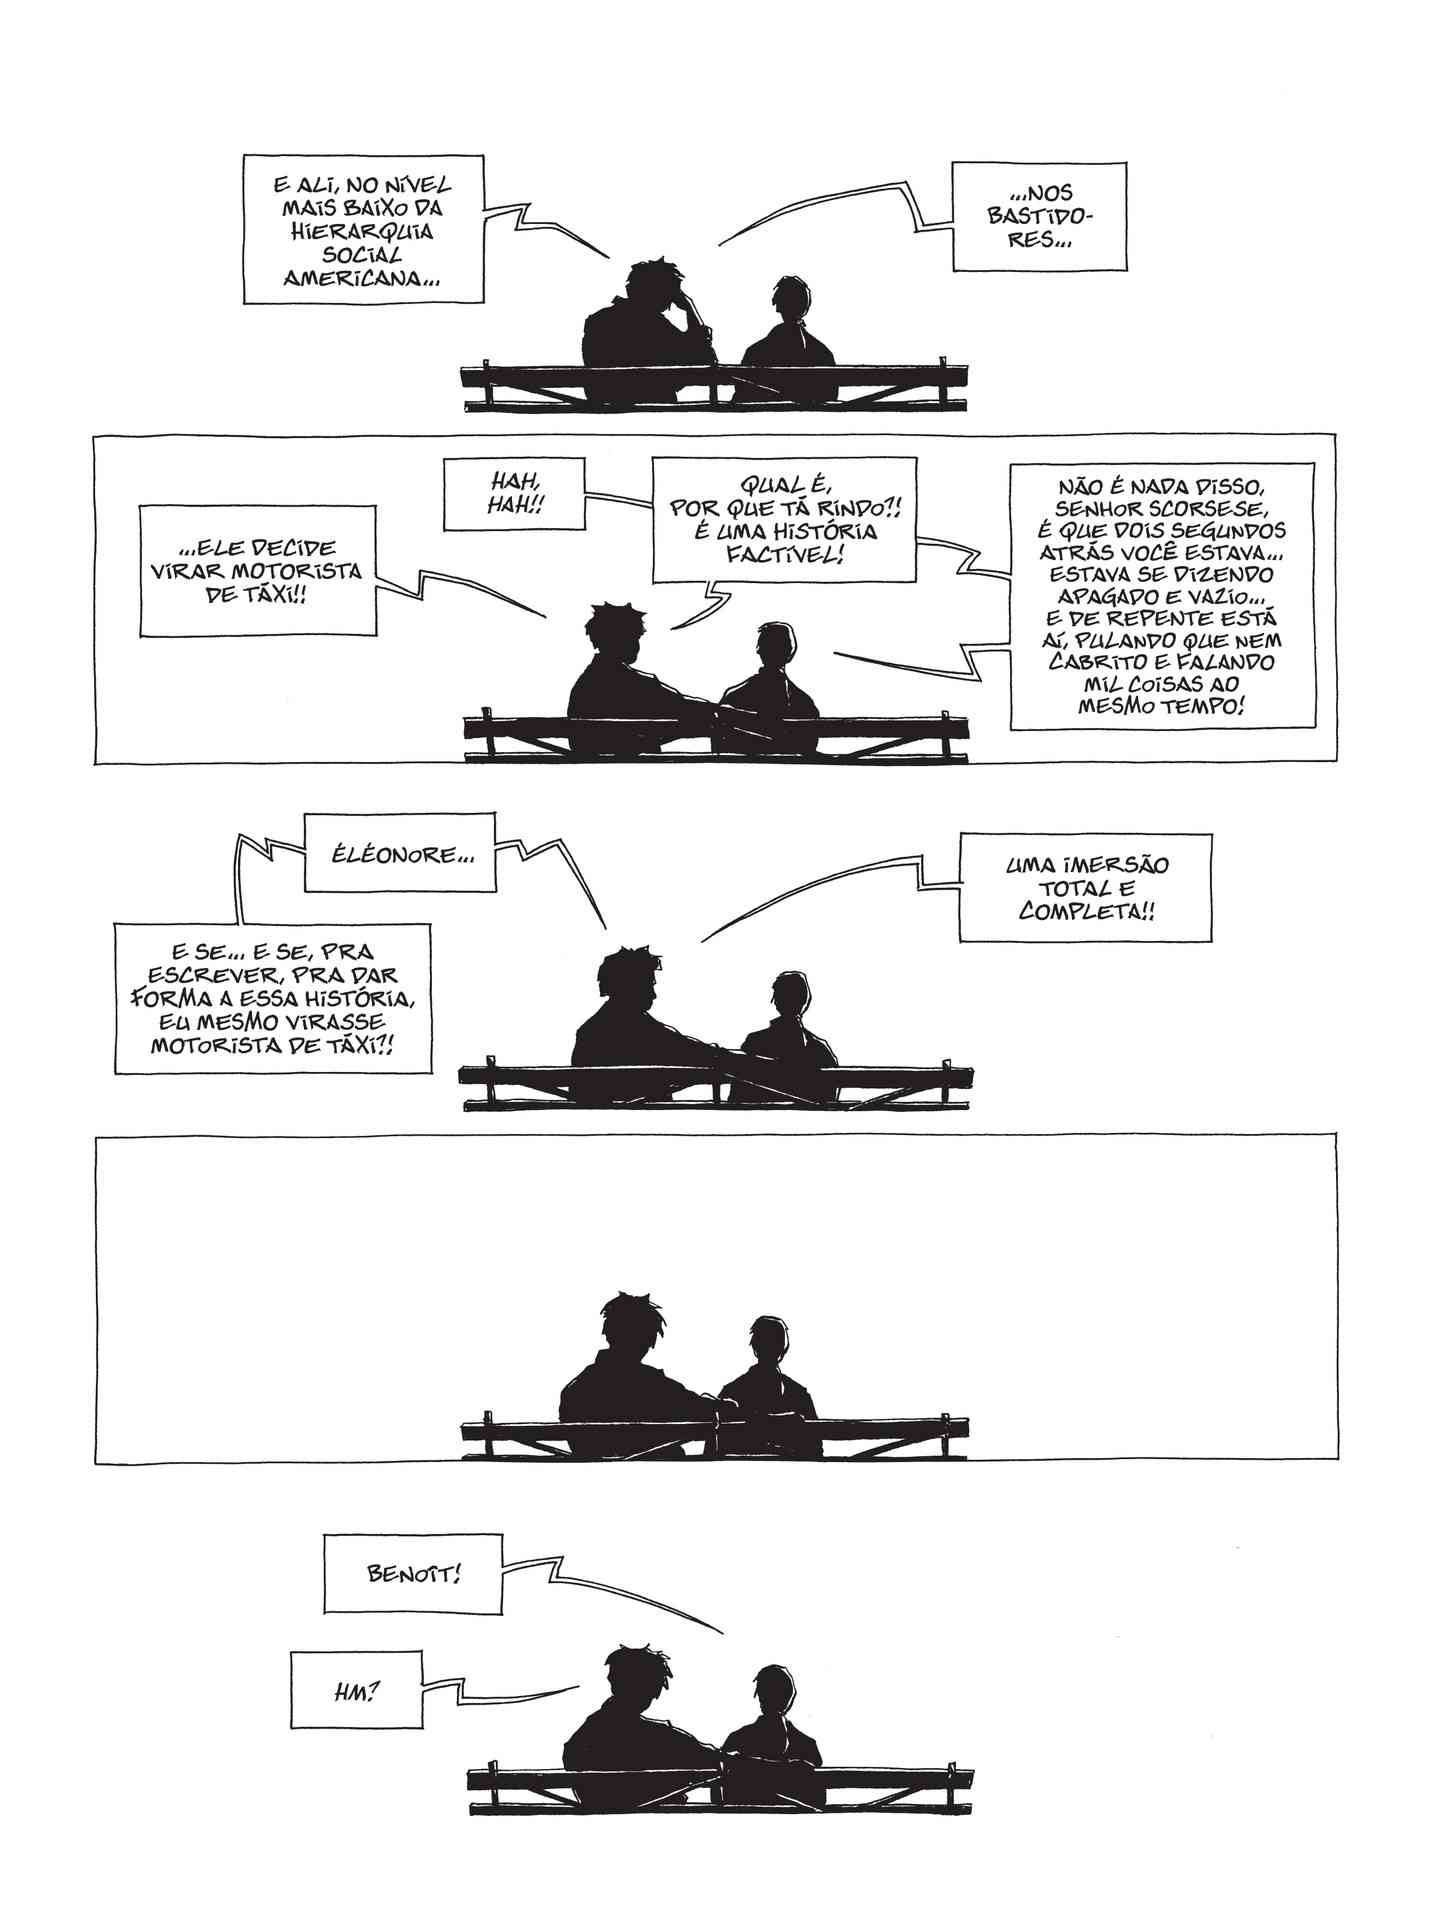 E ALI, NO NÍVEL
MAIS BAIXO DA
HIERARQUIA
SOCIAL
AMERICANA...
...NOS
BASTIDO-
RES...
...ELE DECIDE
VIRAR MOTORISTA
DE TÁXI!!
HAH,
HAH!!
QUAL É,
POR QUE TÁ RINDO?!
É UMA HISTÓRIA
FACTÍVEL!
NÃO É NADA DISSO,
SENHOR SCORSESE,
É QUE DOIS SEGUNDOS
ATRÁS VOCÊ ESTAVA...
ESTAVA SE DIZENDO
APAGADO E VAZIO...
E DE REPENTE ESTÁ
AÍ, PULANDO QUE NEM
CABRITO E FALANDO
MIL COISAS AO
MESMO TEMPO!
ÉLÉONORE...
E SE... E SE, PRA
ESCREVER, PRA DAR
FORMA A ESSA HISTÓRIA,
EU MESMO VIRASSE
MOTORISTA DE TÁXI?!
UMA IMERSÃO
TOTAL E
COMPLETA!!
BENOÎT!
HM?